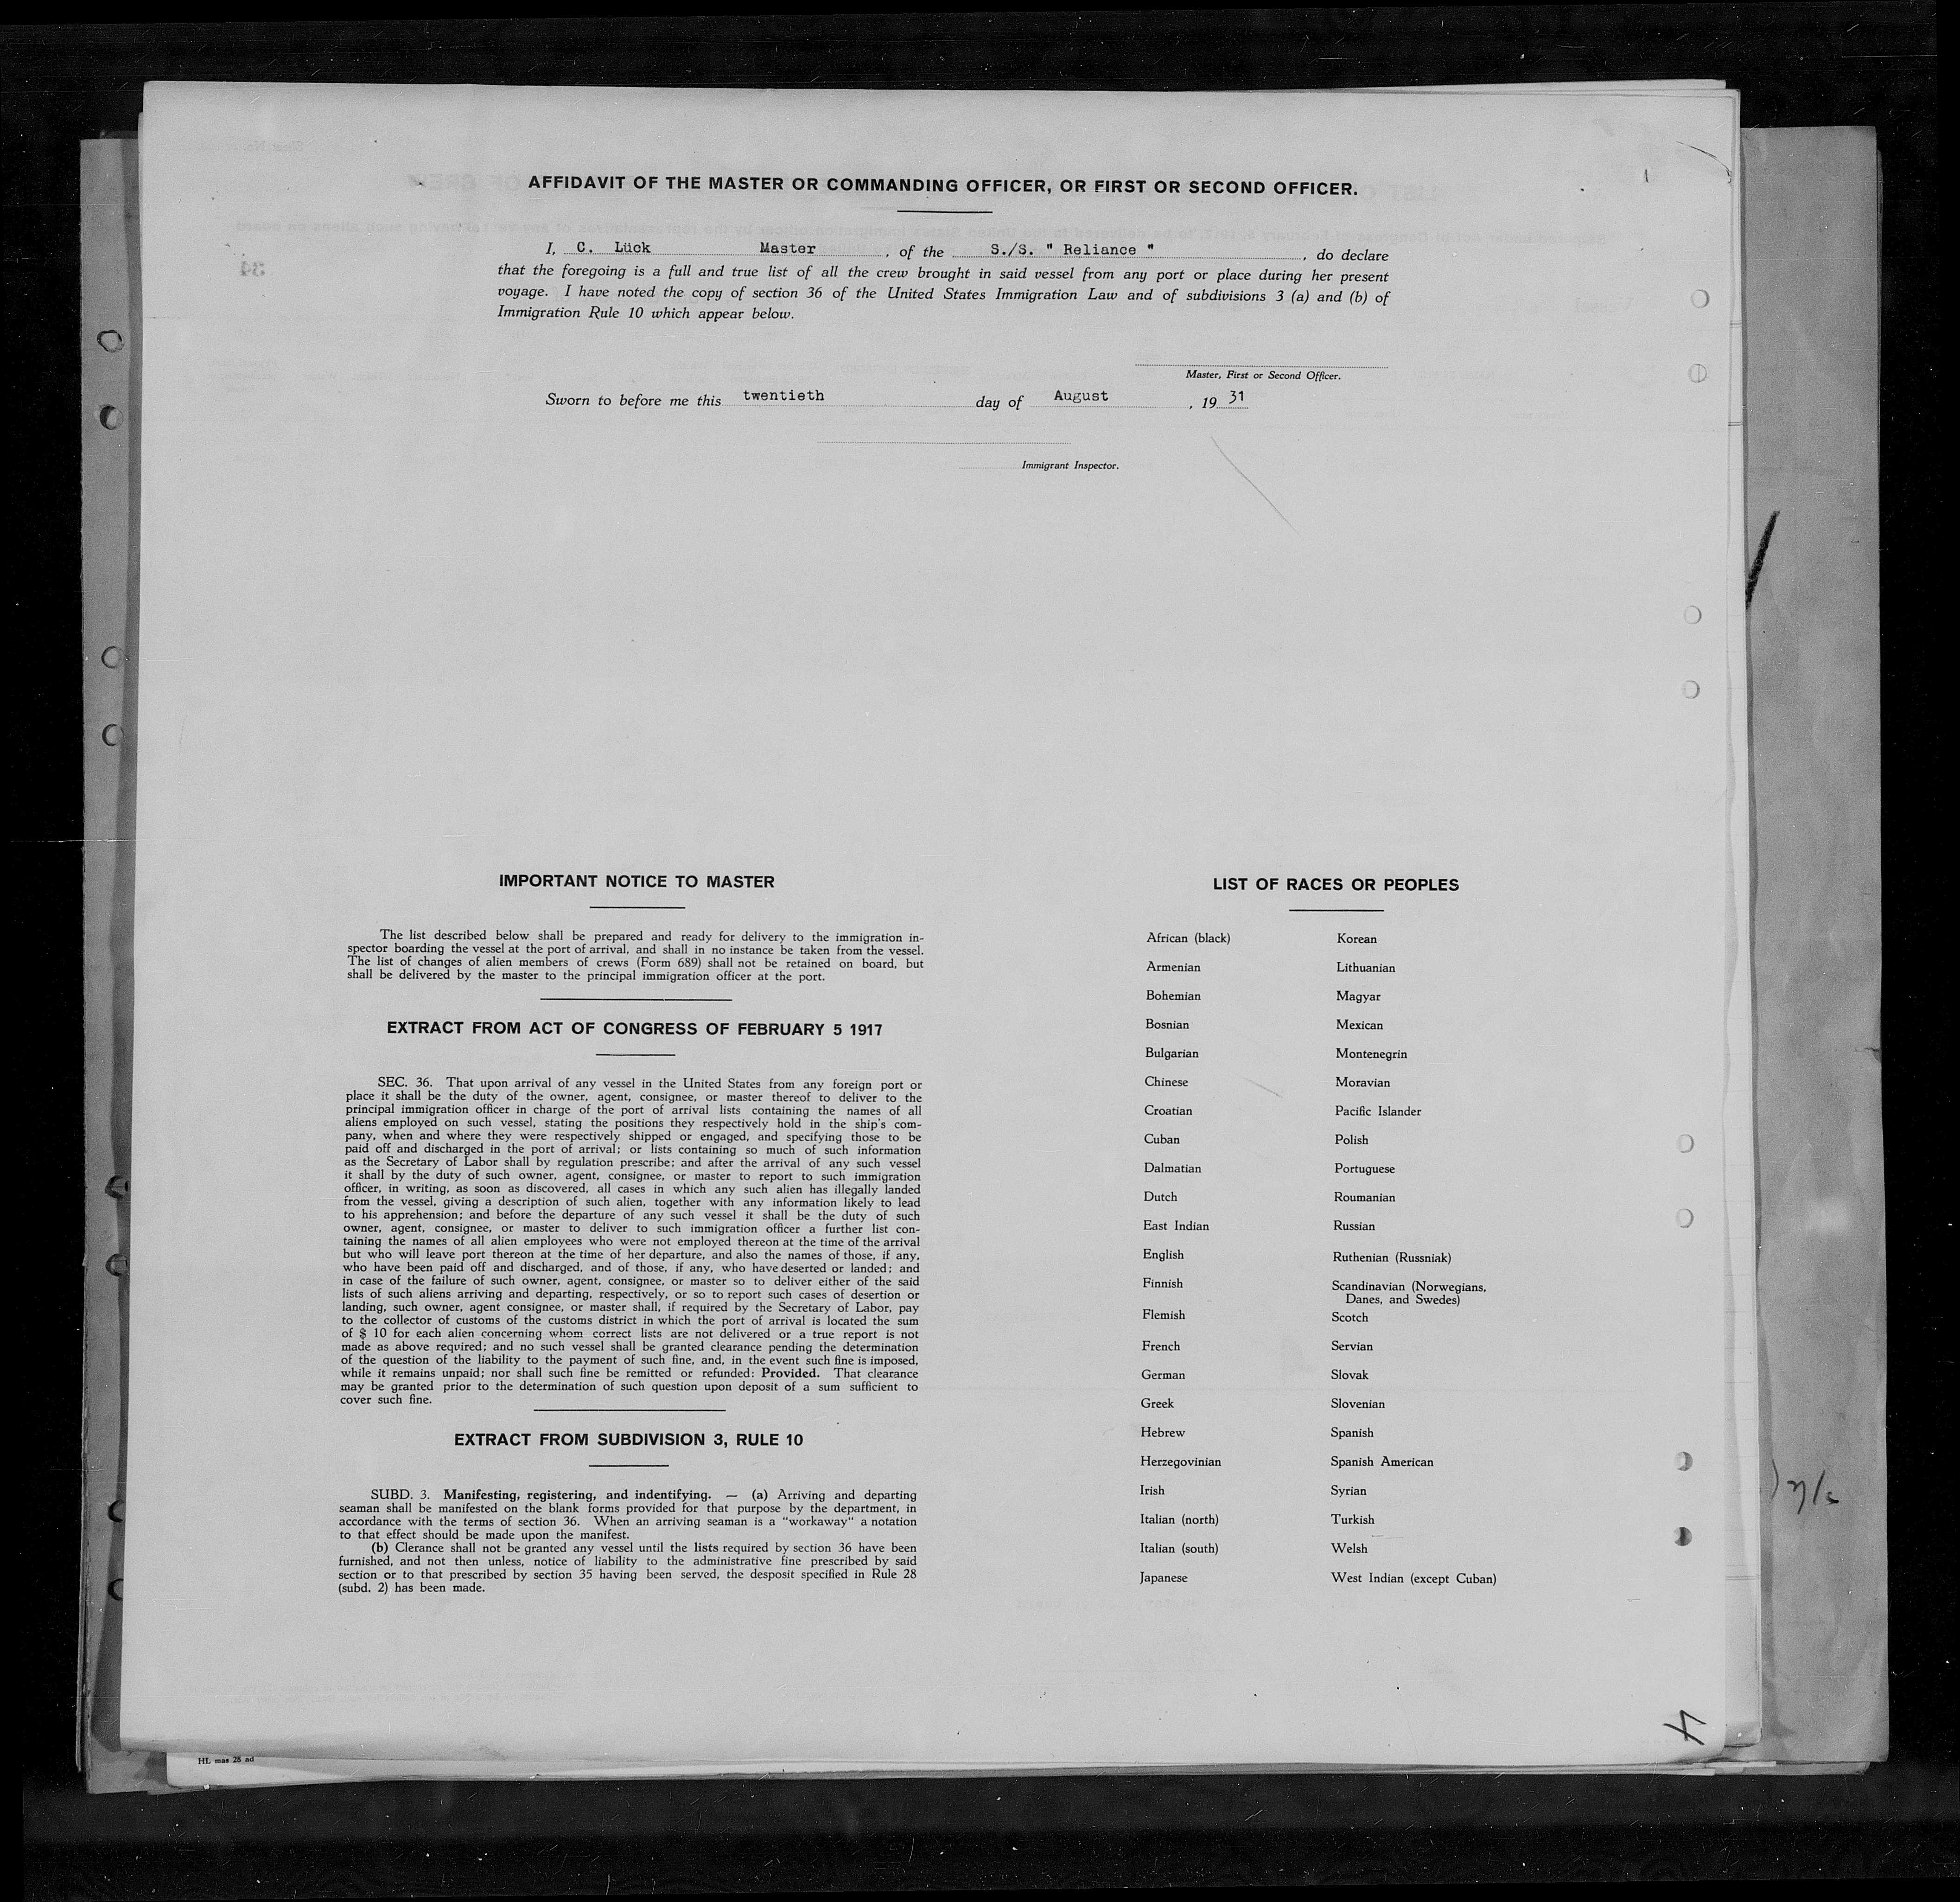 AFFIDAVIT OF THE MASTER OR COMMANDING OFFICER, OR FIRST OR SECOND OFFICER.
I, C. Lück Master, of the S./S. " Reliance ", do declare
that the foregoing is a full and true list of all the crew brought in said vessel from any port or place during her present
voyage. I have noted the copy of section 36 of the United States Immigration Law and of subdivisions 3 (a) and (b) of
Immigration Rule 10 which appear below.
Master, First or Second Officer.
Sworn to before me this twentieth day of August, 19 31
Immigrant Inspector.
IMPORTANT NOTICE TO MASTER
The list described below shall be prepared and ready for delivery to the immigration in-
spector boarding the vessel at the port of arrival, and shall in no instance be taken from the vessel.
The list of changes of alien members of crews (Form 689) shall not be retained on board, but
shall be delivered by the master to the principal immigration officer at the port.
EXTRACT FROM ACT OF CONGRESS OF FEBRUARY 5 1917
SEC. 36. That upon arrival of any vessel in the United States from any foreign port or
place it shall be the duty of the owner, agent, consignee, or master thereof to deliver to the
principal immigration officer in charge of the port of arrival lists containing the names of all
aliens employed on such vessel, stating the positions they respectively hold in the ship's com-
pany, when and where they were respectively shipped or engaged, and specifying those to be
paid off and discharged in the port of arrival; or lists containing so much of such information
as the Secretary of Labor shall by regulation prescribe; and after the arrival of any such vessel
it shall by the duty of such owner, agent, consignee, or master to report to such immigration
officer, in writing, as soon as discovered, all cases in which any such alien has illegally landed
from the vessel, giving a description of such alien, together with any information likely to lead
to his apprehension; and before the departure of any such vessel it shall be the duty of such
owner, agent, consignee, or master to deliver to such immigration officer a further list con-
taining the names of all alien employees who were not employed thereon at the time of the arrival
but who will leave port thereon at the time of her departure, and also the names of those, if any,
who have been paid off and discharged, and of those, if any, who have deserted or landed; and
in case of the failure of such owner, agent, consignee, or master so to deliver either of the said
lists of such aliens arriving and departing, respectively, or so to report such cases of desertion or
landing, such owner, agent consignee, or master shall, if required by the Secretary of Labor, pay
to the collector of customs of the customs district in which the port of arrival is located the sum
of $ 10 for each alien concerning whom correct lists are not delivered or a true report is not
made as above required; and no such vessel shall be granted clearance pending the determination
of the question of the liability to the payment of such fine, and, in the event such fine is imposed,
while it remains unpaid; nor shall such fine be remitted or refunded: Provided. That clearance
may be granted prior to the determination of such question upon deposit of a sum sufficient to
cover such fine.
EXTRACT FROM SUBDIVISION 3, RULE 10
SUBD. 3. Manifesting, registering, and indentifying. — (a) Arriving and departing
seaman shall be manifested on the blank forms provided for that purpose by the department, in
accordance with the terms of section 36. When an arriving seaman is a "workaway" a notation
to that effect should be made upon the manifest.
(b) Clerance shall not be granted any vessel until the lists required by section 36 have been
furnished, and not then unless, notice of liability to the administrative fine prescribed by said
section or to that prescribed by section 35 having been served, the desposit specified in Rule 28
(subd. 2) has been made.
LIST OF RACES OR PEOPLES
African (black)
Armenian
Bohemian
Bosnian
Bulgarian
Chinese
Croatian
Cuban
Dalmatian
Dutch
East Indian
English
Finnish
Flemish
French
German
Greek
Hebrew
Herzegovinian
Irish
Italian (north)
Italian (south)
Japanese
Korean
Lithuanian
Magyar
Mexican
Montenegrin
Moravian
Pacific Islander
Polish
Portuguese
Roumanian
Russian
Ruthenian (Russniak)
Scandinavian (Norwegians,
Danes, and Swedes)
Scotch
Servian
Slovak
Slovenian
Spanish
Spanish American
Syrian
Turkish
Welsh
West Indian (except Cuban)
HL mas 28 ad